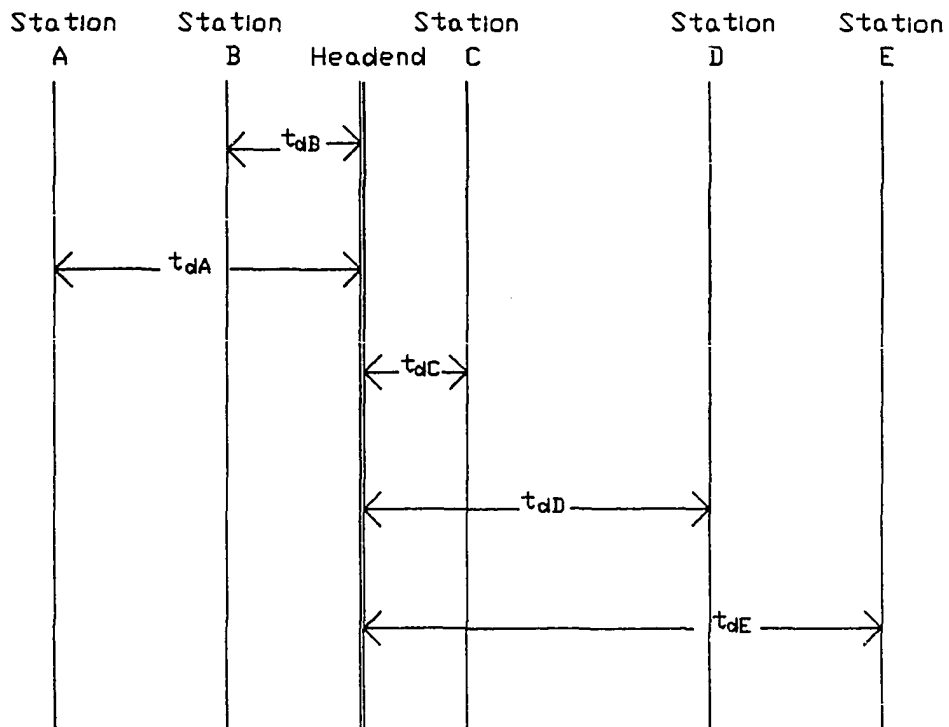 Station Station Station Station Station
A B Headend C D E
tdB
tdA
tdC
tdD
tdE